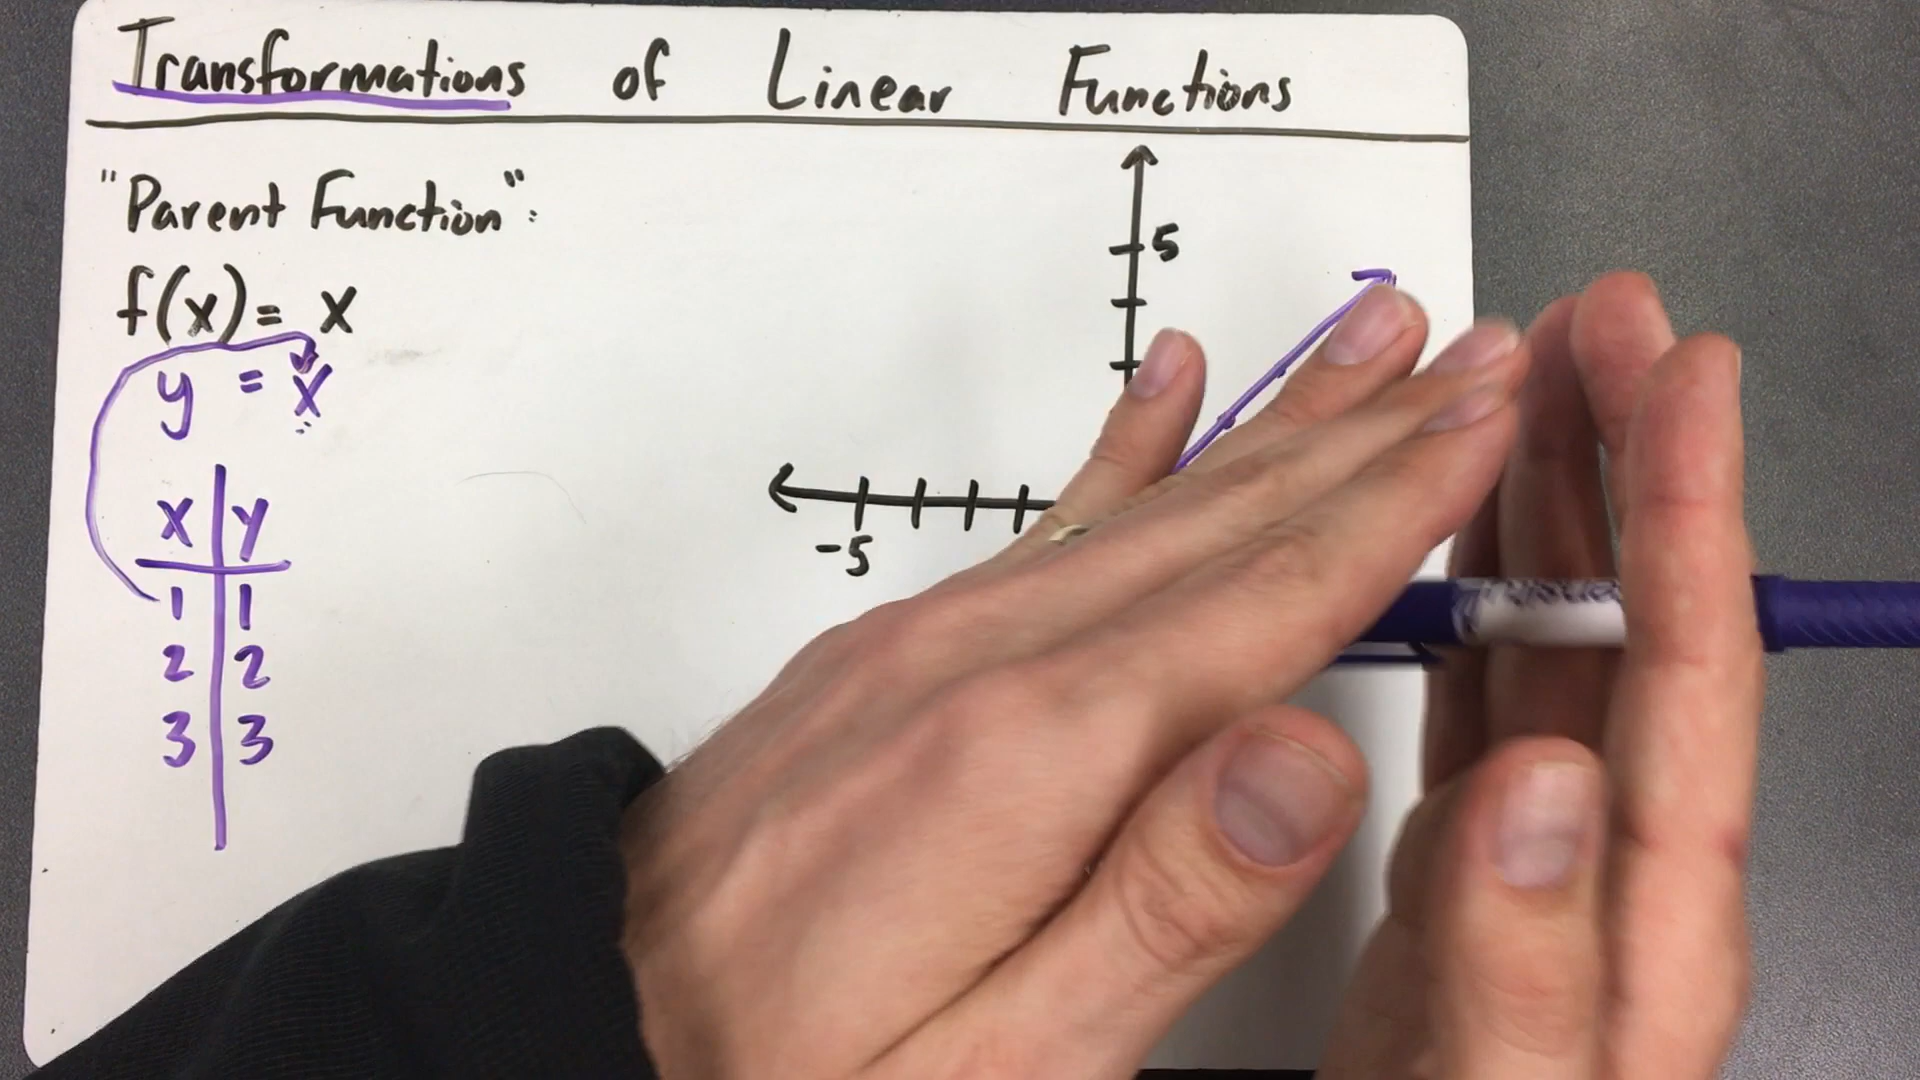 Transformations of Linear Functions
"Parent Function":
f(x) = x
y = x
x y
1 1
2 2
3 3
5
-5